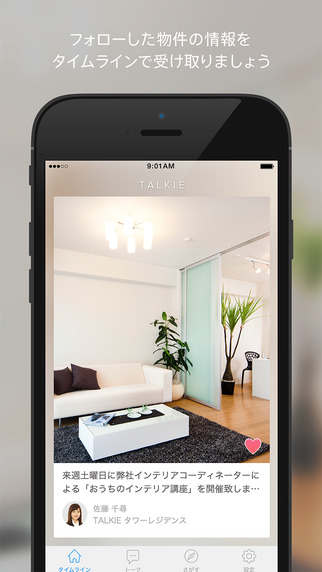 フォローした物件の情報を
タイムラインで受け取りましょう
9:01AM
TALKIE
来週土曜日に弊社インテリアコーディネーターに
よる「おうちのインテリア講座」を開催致しま…
佐藤 千尋
TALKIE タワーレジデンス
タイムライン トーク さがす 設定